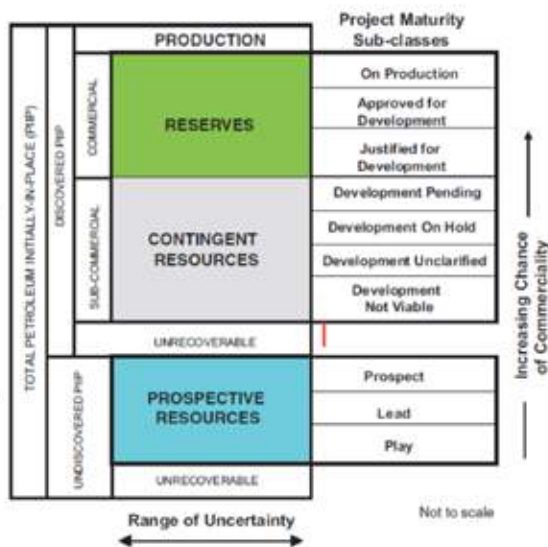 Project Maturity
Sub-classes
PRODUCTION
TOTAL PETROLEUM INITIALLY-IN-PLACE (PIIP)
DISCOVERED PIIP
COMMERCIAL
RESERVES
On Production
Approved for
Development
Justified for
Development
SUB-COMMERCIAL
CONTINGENT
RESOURCES
Development Pending
Development On Hold
Development Unclarified
Development
Not Viable
UNRECOVERABLE
UNDISCOVERED PIIP
PROSPECTIVE
RESOURCES
Prospect
Lead
Play
UNRECOVERABLE
Increasing Chance
of Commerciality
Range of Uncertainty
Not to scale